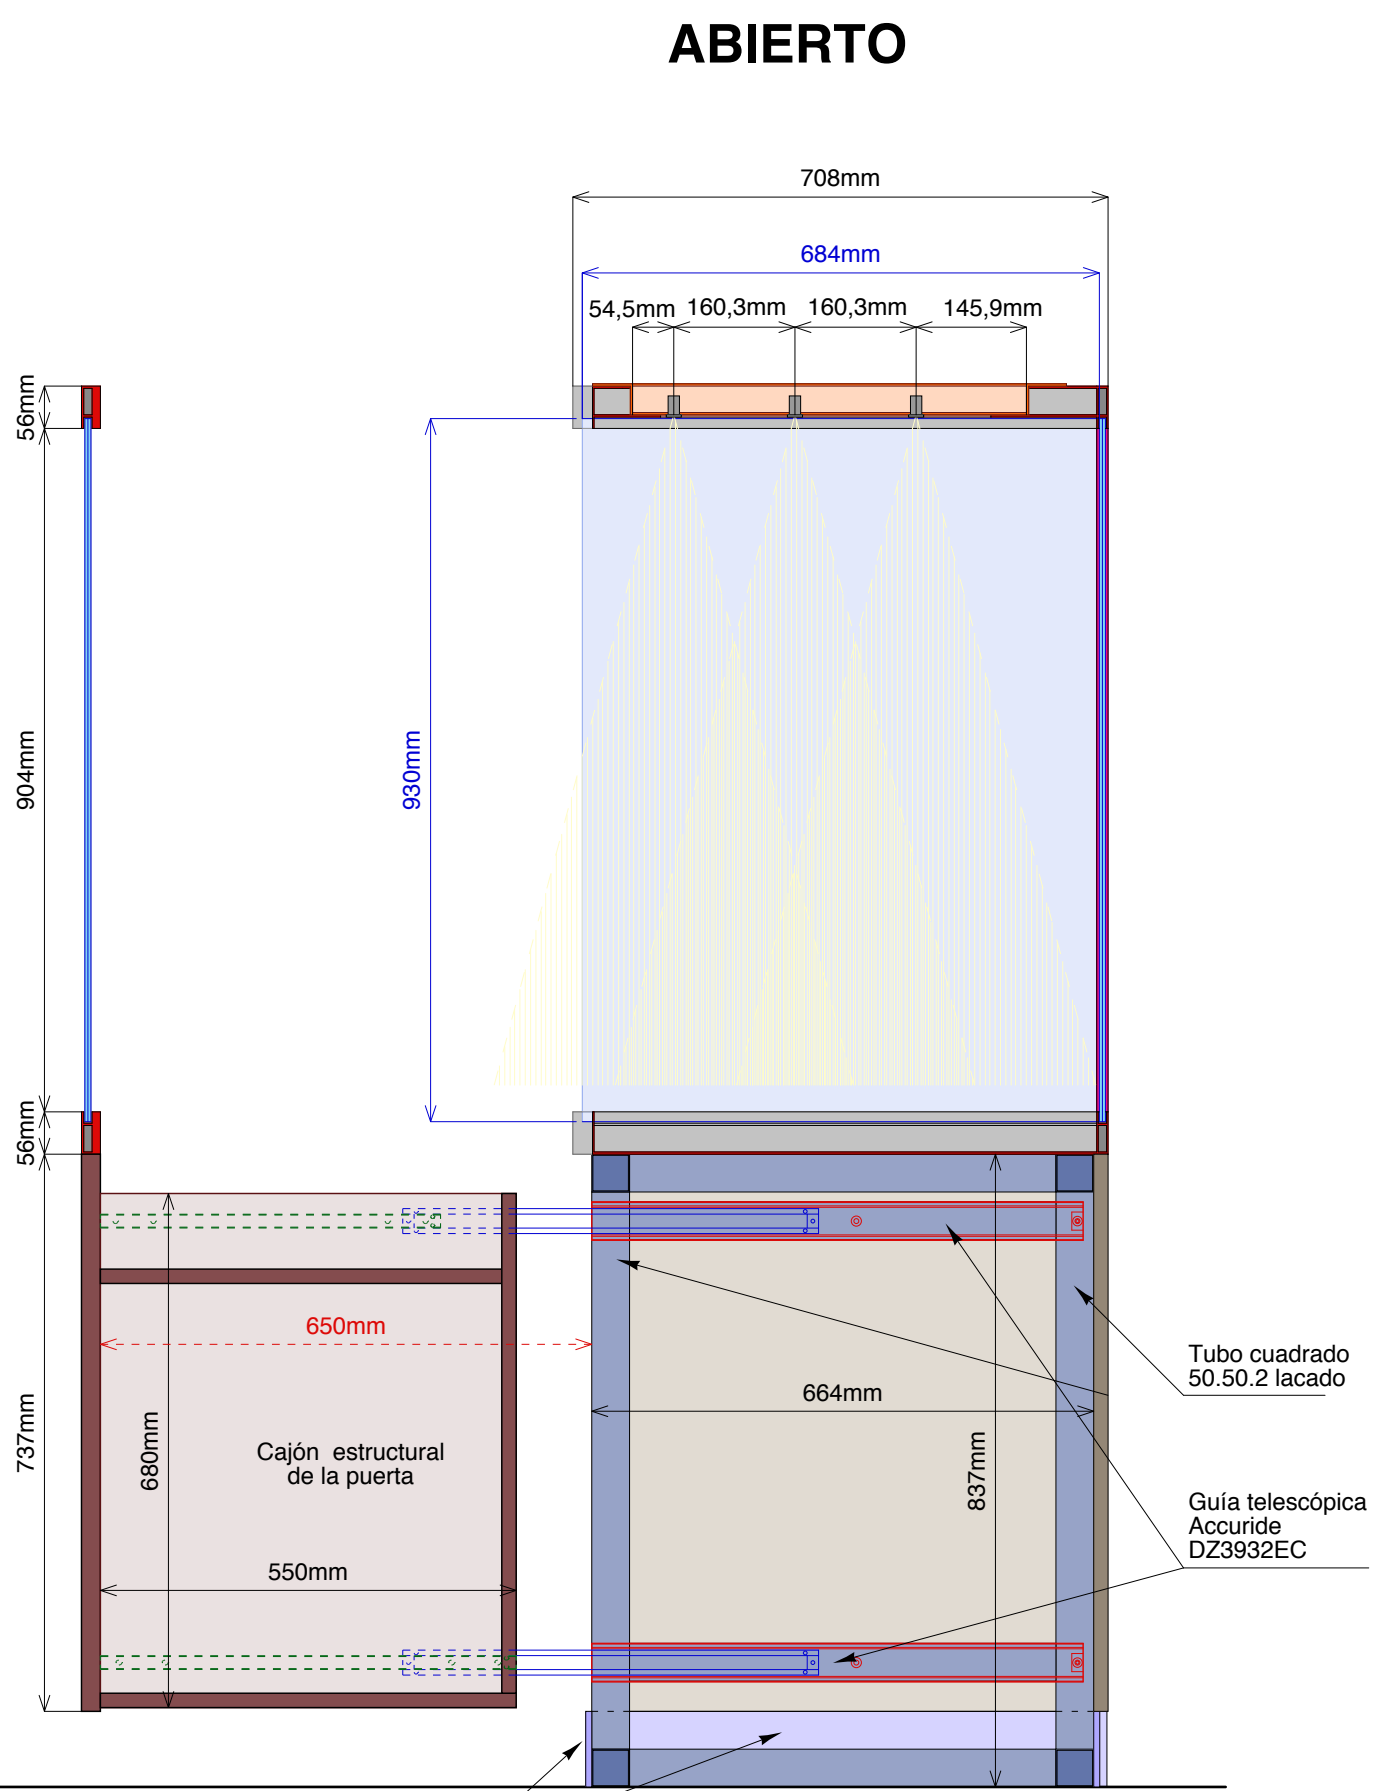 ABIERTO
708mm
684mm
54,5mm
160,3mm
160,3mm
145,9mm
56mm
904mm
930mm
56mm
650mm
Tubo cuadrado
50.50.2 lacado
664mm
737mm
680mm
Cajón estructural
de la puerta
837mm
Guía telescópica
Accuride
DZ3932EC
550mm